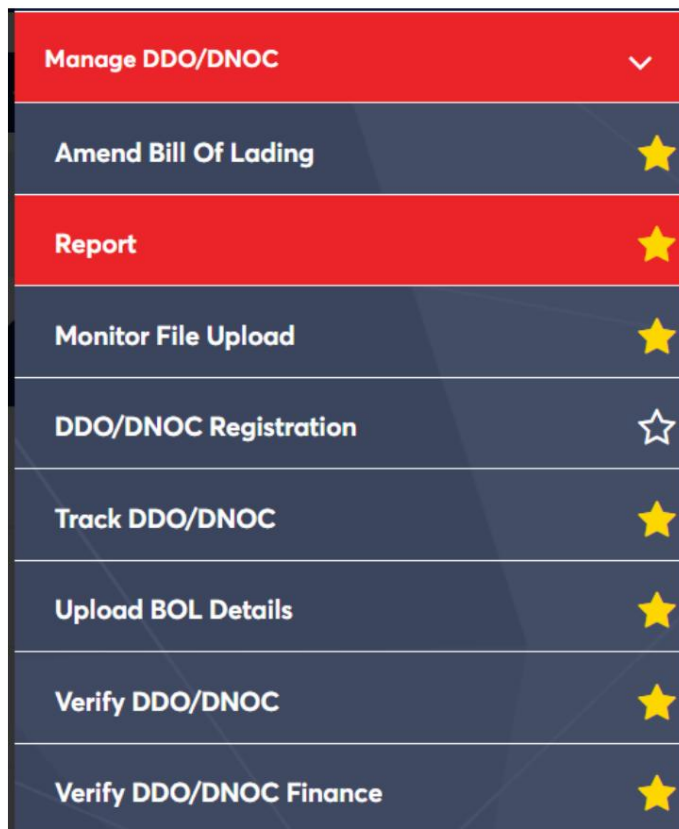 Manage DDO/DNOC
Amend Bill Of Lading
Report
Monitor File Upload
DDO/DNOC Registration
Track DDO/DNOC
Upload BOL Details
Verify DDO/DNOC
Verify DDO/DNOC Finance